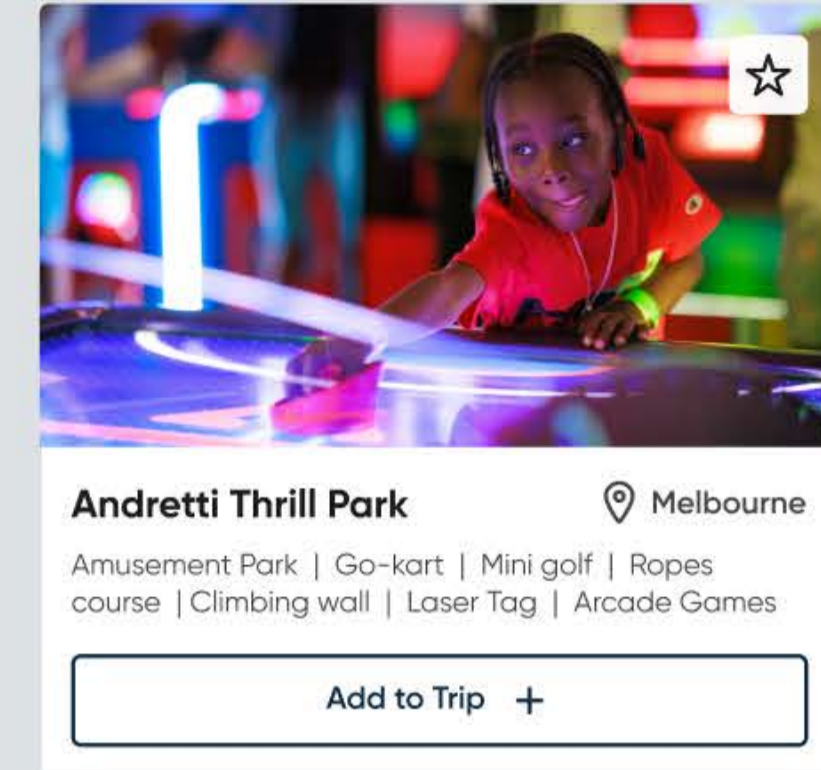 Andretti Thrill Park
Melbourne
Amusement Park | Go-kart | Mini golf | Ropes
course | Climbing wall | Laser Tag | Arcade Games
Add to Trip +